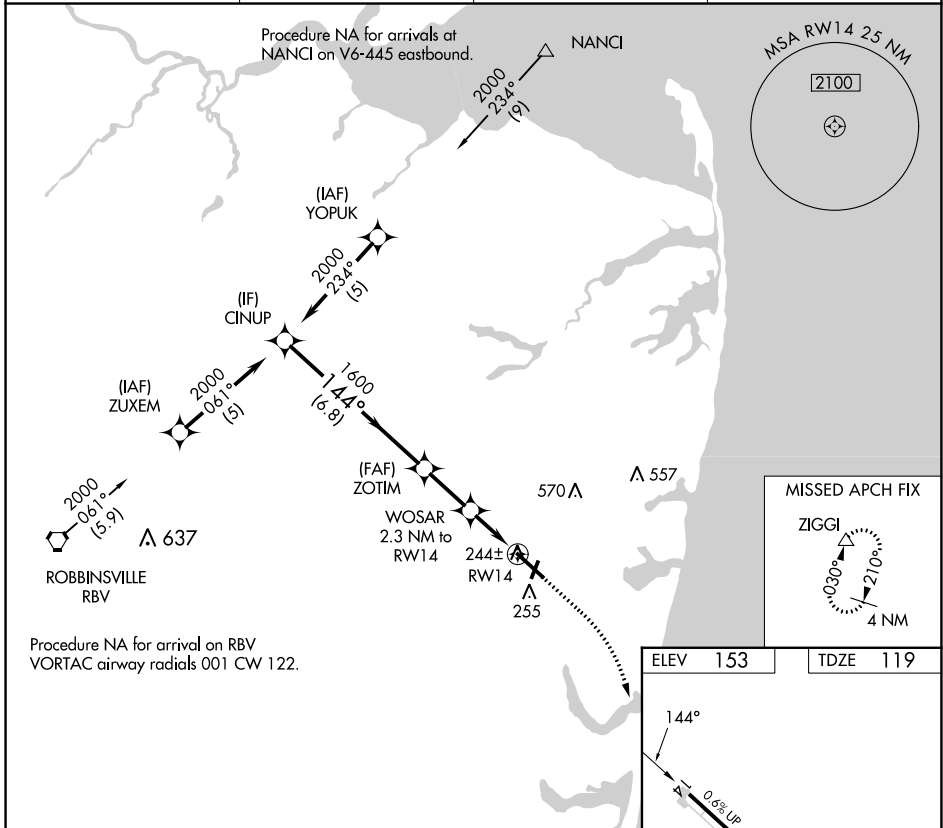 Procedure NA for arrivals at
NANCI on V6-445 eastbound.
NANCI
2000
234°
(9)
MSA RW14 25 NM
2100
(IAF)
YOPUK
2000
234°
(5)
(IF)
CINUP
(IAF)
ZUXEM
2000
061°
(5)
1600
144°
(6.8)
(FAF)
ZOTIM
WOSAR
2.3 NM to
RW14
244±
RW14
255
570
557
2000
061°
(5.9)
637
ROBBINSVILLE
RBV
Procedure NA for arrival on RBV
VORTAC airway radials 001 CW 122.
MISSED APCH FIX
ZIGGI
030°
210°
4 NM
ELEV 153
TDZE 119
144°
14
0.6% UP